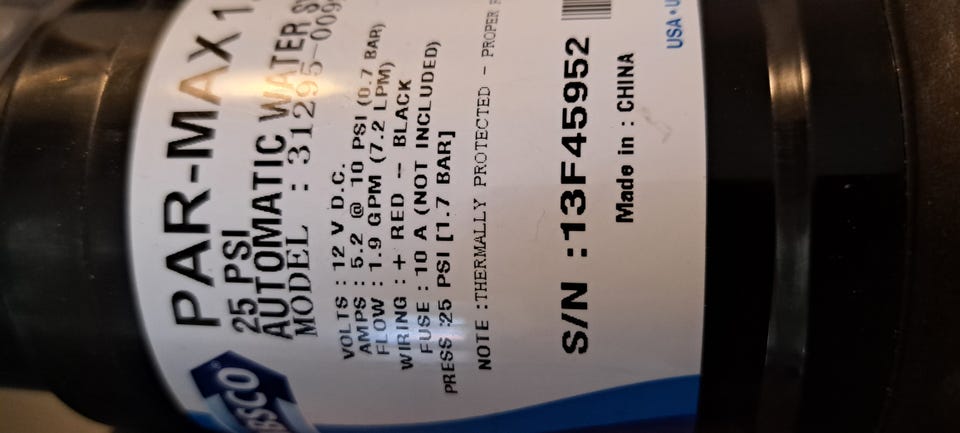 PAR-MAX 1.
25 PSI
AUTOMATIC WATER
MODEL : 31295-009
VOLTS : 12 V D.C.
AMPS : 5.2 @ 10 PSI (0.7 BAR)
FLOW : 1.9 GPM (7.2 LPM)
WIRING : + RED -- BLACK
FUSE : 10 A (NOT INCLUDED)
PRESS :25 PSI [1.7 BAR]
NOTE :THERMALLY PROTECTED - PROPER
S/N :13F45952
Made in : CHINA
USA • U
BSCO®